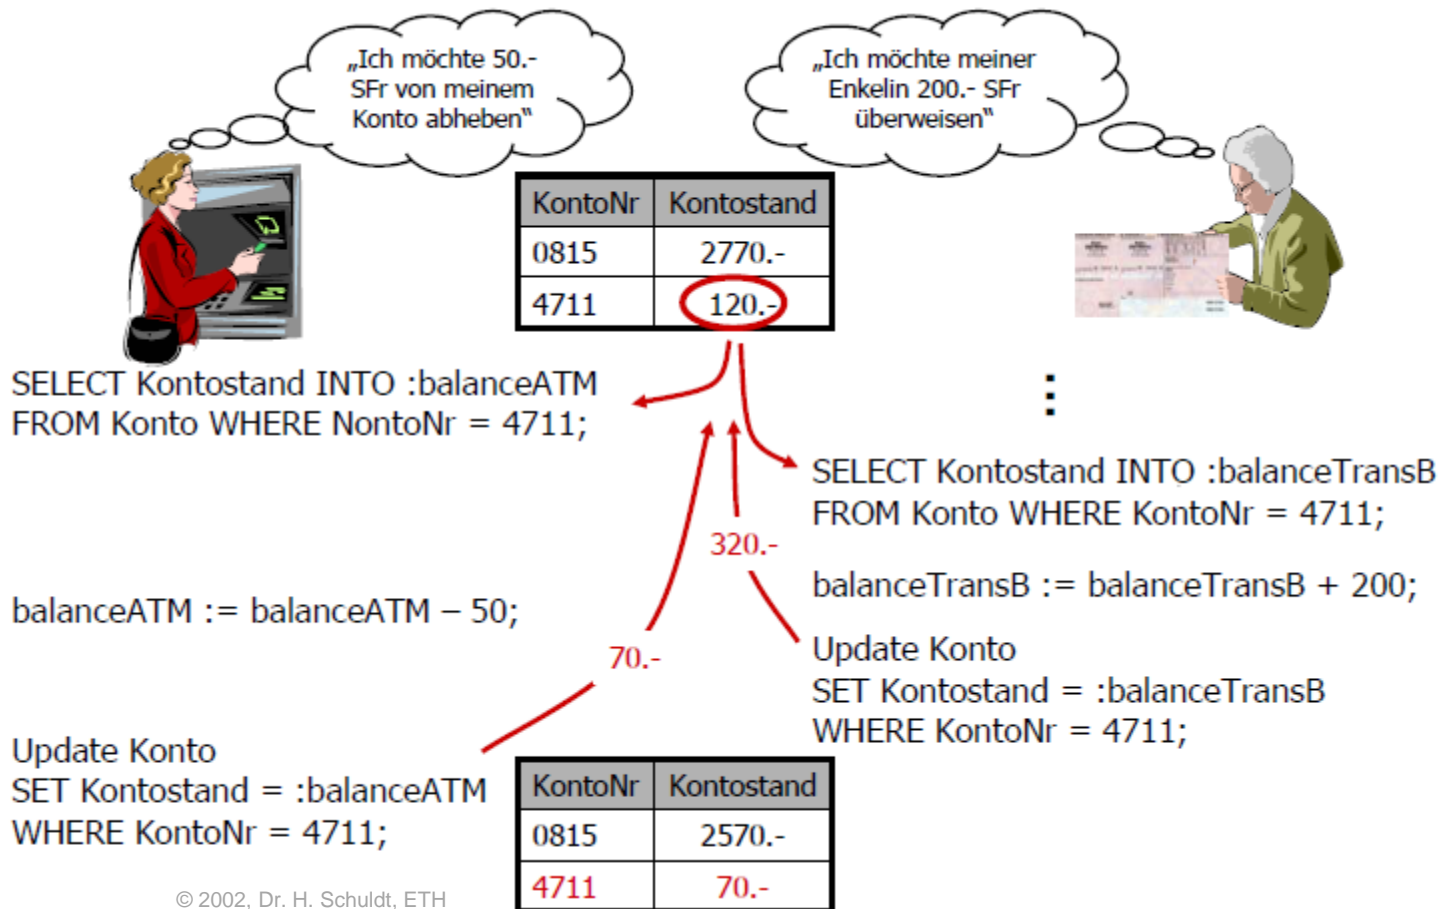 „Ich möchte 50.-
SFr von meinem
Konto abheben“
„Ich möchte meiner
Enkelin 200.- SFr
überweisen“
KontoNr Kontostand
0815 2770.-
4711 120.-
SELECT Kontostand INTO :balanceATM
FROM Konto WHERE NontoNr = 4711;
SELECT Kontostand INTO :balanceTransB
FROM Konto WHERE KontoNr = 4711;
320.-
balanceTransB := balanceTransB + 200;
balanceATM := balanceATM – 50;
70.-
Update Konto
SET Kontostand = :balanceTransB
WHERE KontoNr = 4711;
Update Konto
SET Kontostand = :balanceATM
WHERE KontoNr = 4711;
KontoNr Kontostand
0815 2570.-
4711 70.-
© 2002, Dr. H. Schuldt, ETH